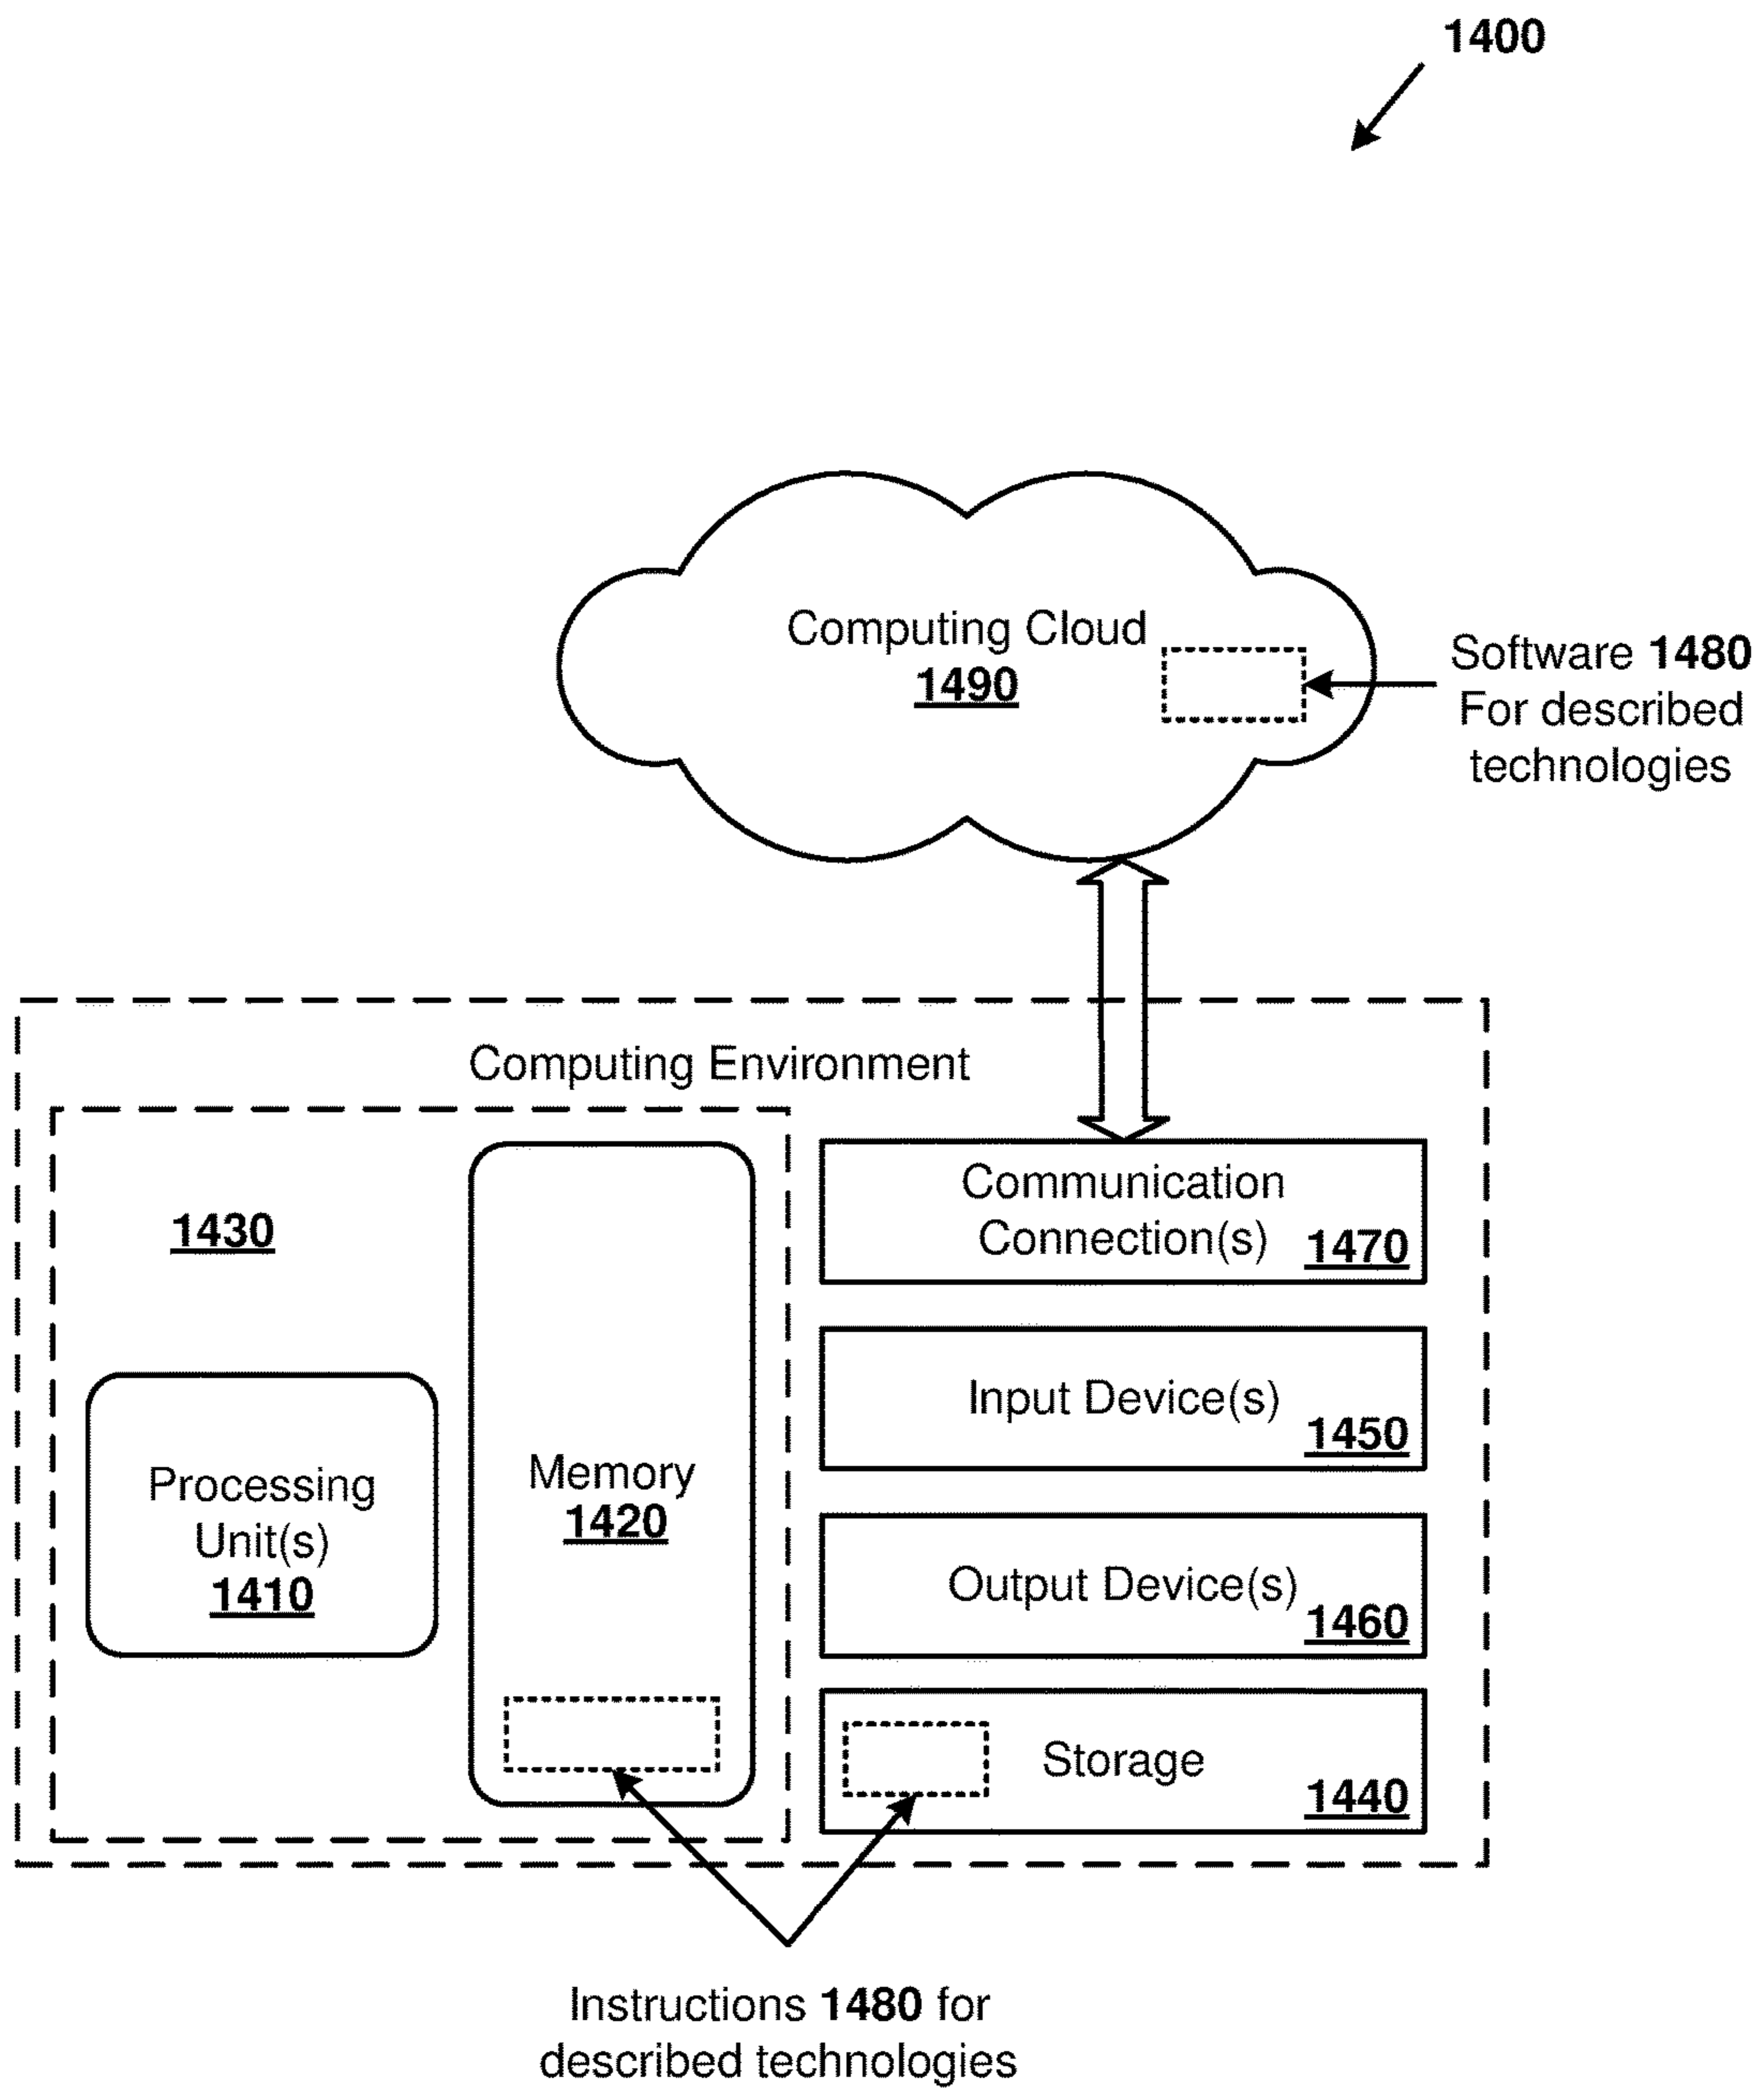 1400
Computing Cloud
1490
Software 1480
For described
technologies
Computing Environment
1430
Processing
Unit(s)
1410
Memory
1420
Communication
Connection(s)
1470
Input Device(s)
1450
Output Device(s)
1460
Storage
1440
Instructions 1480 for
described technologies